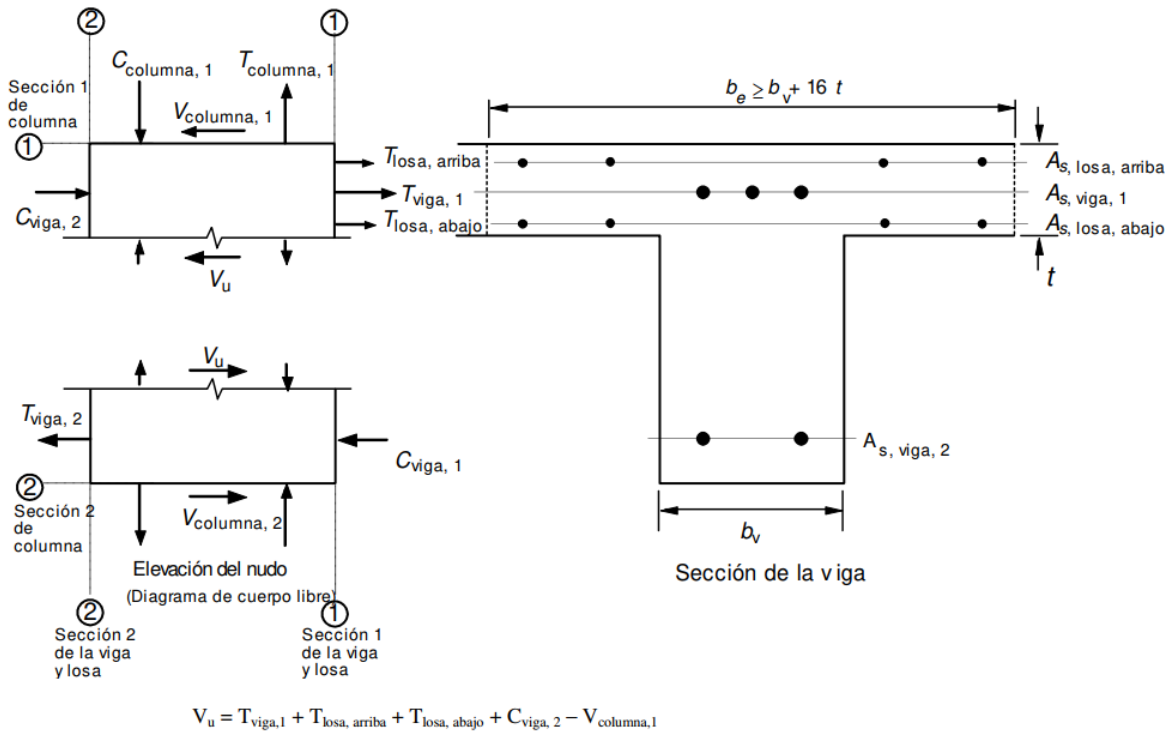 2
1
C columna, 1
T columna, 1
Sección 1
de
columna
V columna, 1
1
T losa, arriba
T viga, 1
C viga, 2
T losa, abajo
V u
b e ≥ b v + 16 t
A s, losa, arriba
A s, viga, 1
A s, losa, abajo
t
V u
T viga, 2
C viga, 1
2
Sección 2
de
columna
V columna, 2
A s, viga, 2
b v
Sección de la viga
Elevación del nudo
(Diagrama de cuerpo libre)
2
1
Sección 2
de la viga
y losa
Sección 1
de la viga
y losa
V u = T viga,1 + T losa, arriba + T losa, abajo + C viga, 2 – V columna,1